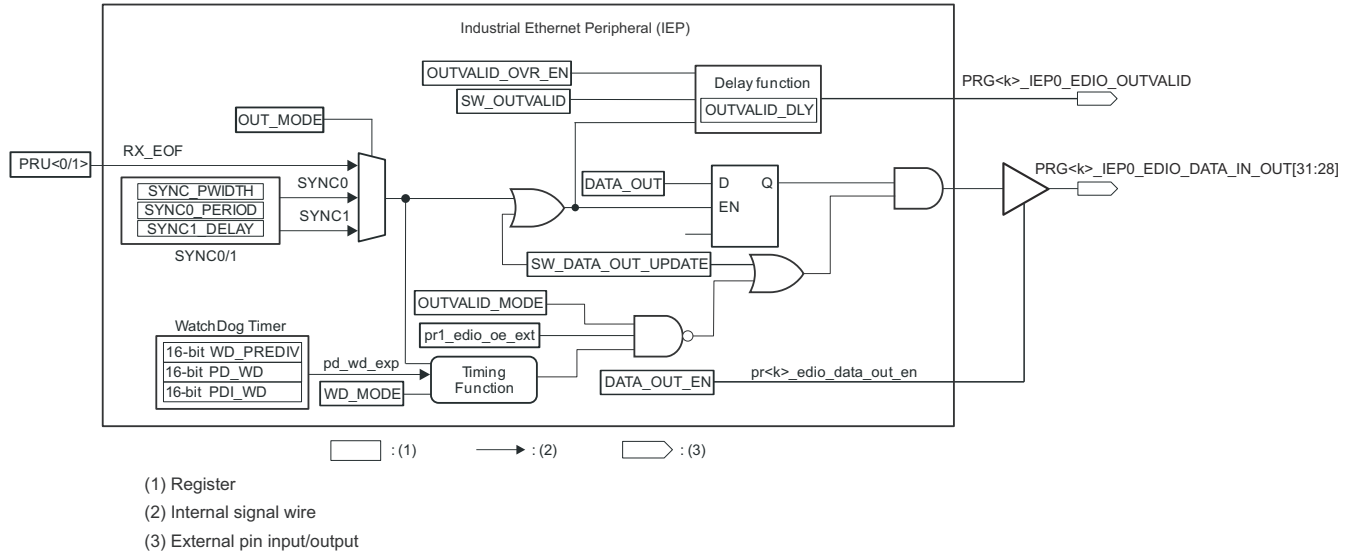 Industrial Ethernet Peripheral (IEP)
OUTVALID_OVR_EN
SW_OUTVALID
Delay function
OUTVALID_DLY
PRG<k>_IEP0_EDIO_OUTVALID
OUT_MODE
PRU<0/1>
RX_EOF
SYNC_PWIDTH
SYNC0_PERIOD
SYNC1_DELAY
SYNC0
SYNC1
SYNC0/1
DATA_OUT
D
Q
EN
PRG<k>_IEP0_EDIO_DATA_IN_OUT[31:28]
SW_DATA_OUT_UPDATE
OUTVALID_MODE
pr1_edio_oe_ext
WatchDog Timer
16-bit WD_PREDIV
16-bit PD_WD
16-bit PDI_WD
pd_wd_exp
WD_MODE
Timing
Function
DATA_OUT_EN
pr<k>_edio_data_out_en
: (1)
: (2)
: (3)
(1) Register
(2) Internal signal wire
(3) External pin input/output